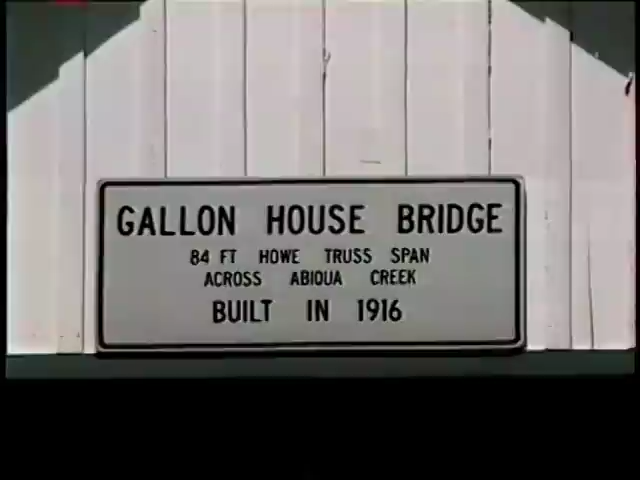 GALLON HOUSE BRIDGE
84 FT HOWE TRUSS SPAN
ACROSS ABIQUA CREEK
BUILT IN 1916